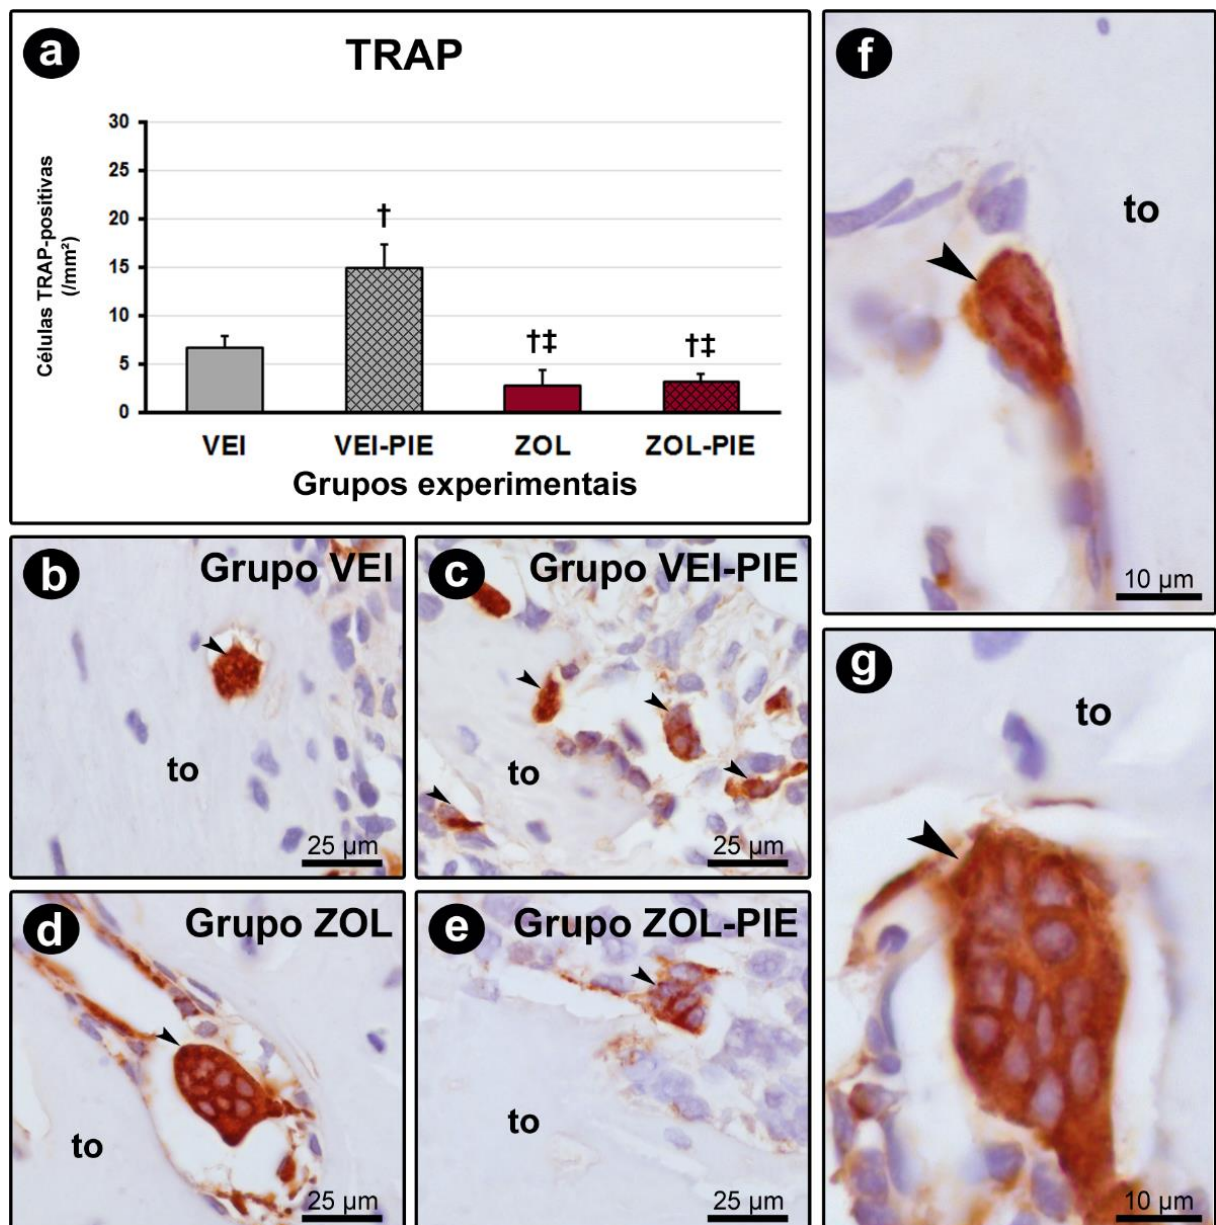 a
TRAP
Células TRAP-positivas
(/mm²)
30
25
20
15
10
5
0
†
†‡
†‡
VEI
VEI-PIE
ZOL
ZOL-PIE
Grupos experimentais
b
Grupo VEI
to
25 µm
c
Grupo VEI-PIE
to
25 µm
d
Grupo ZOL
to
25 µm
e
Grupo ZOL-PIE
to
25 µm
f
to
10 µm
g
to
10 µm